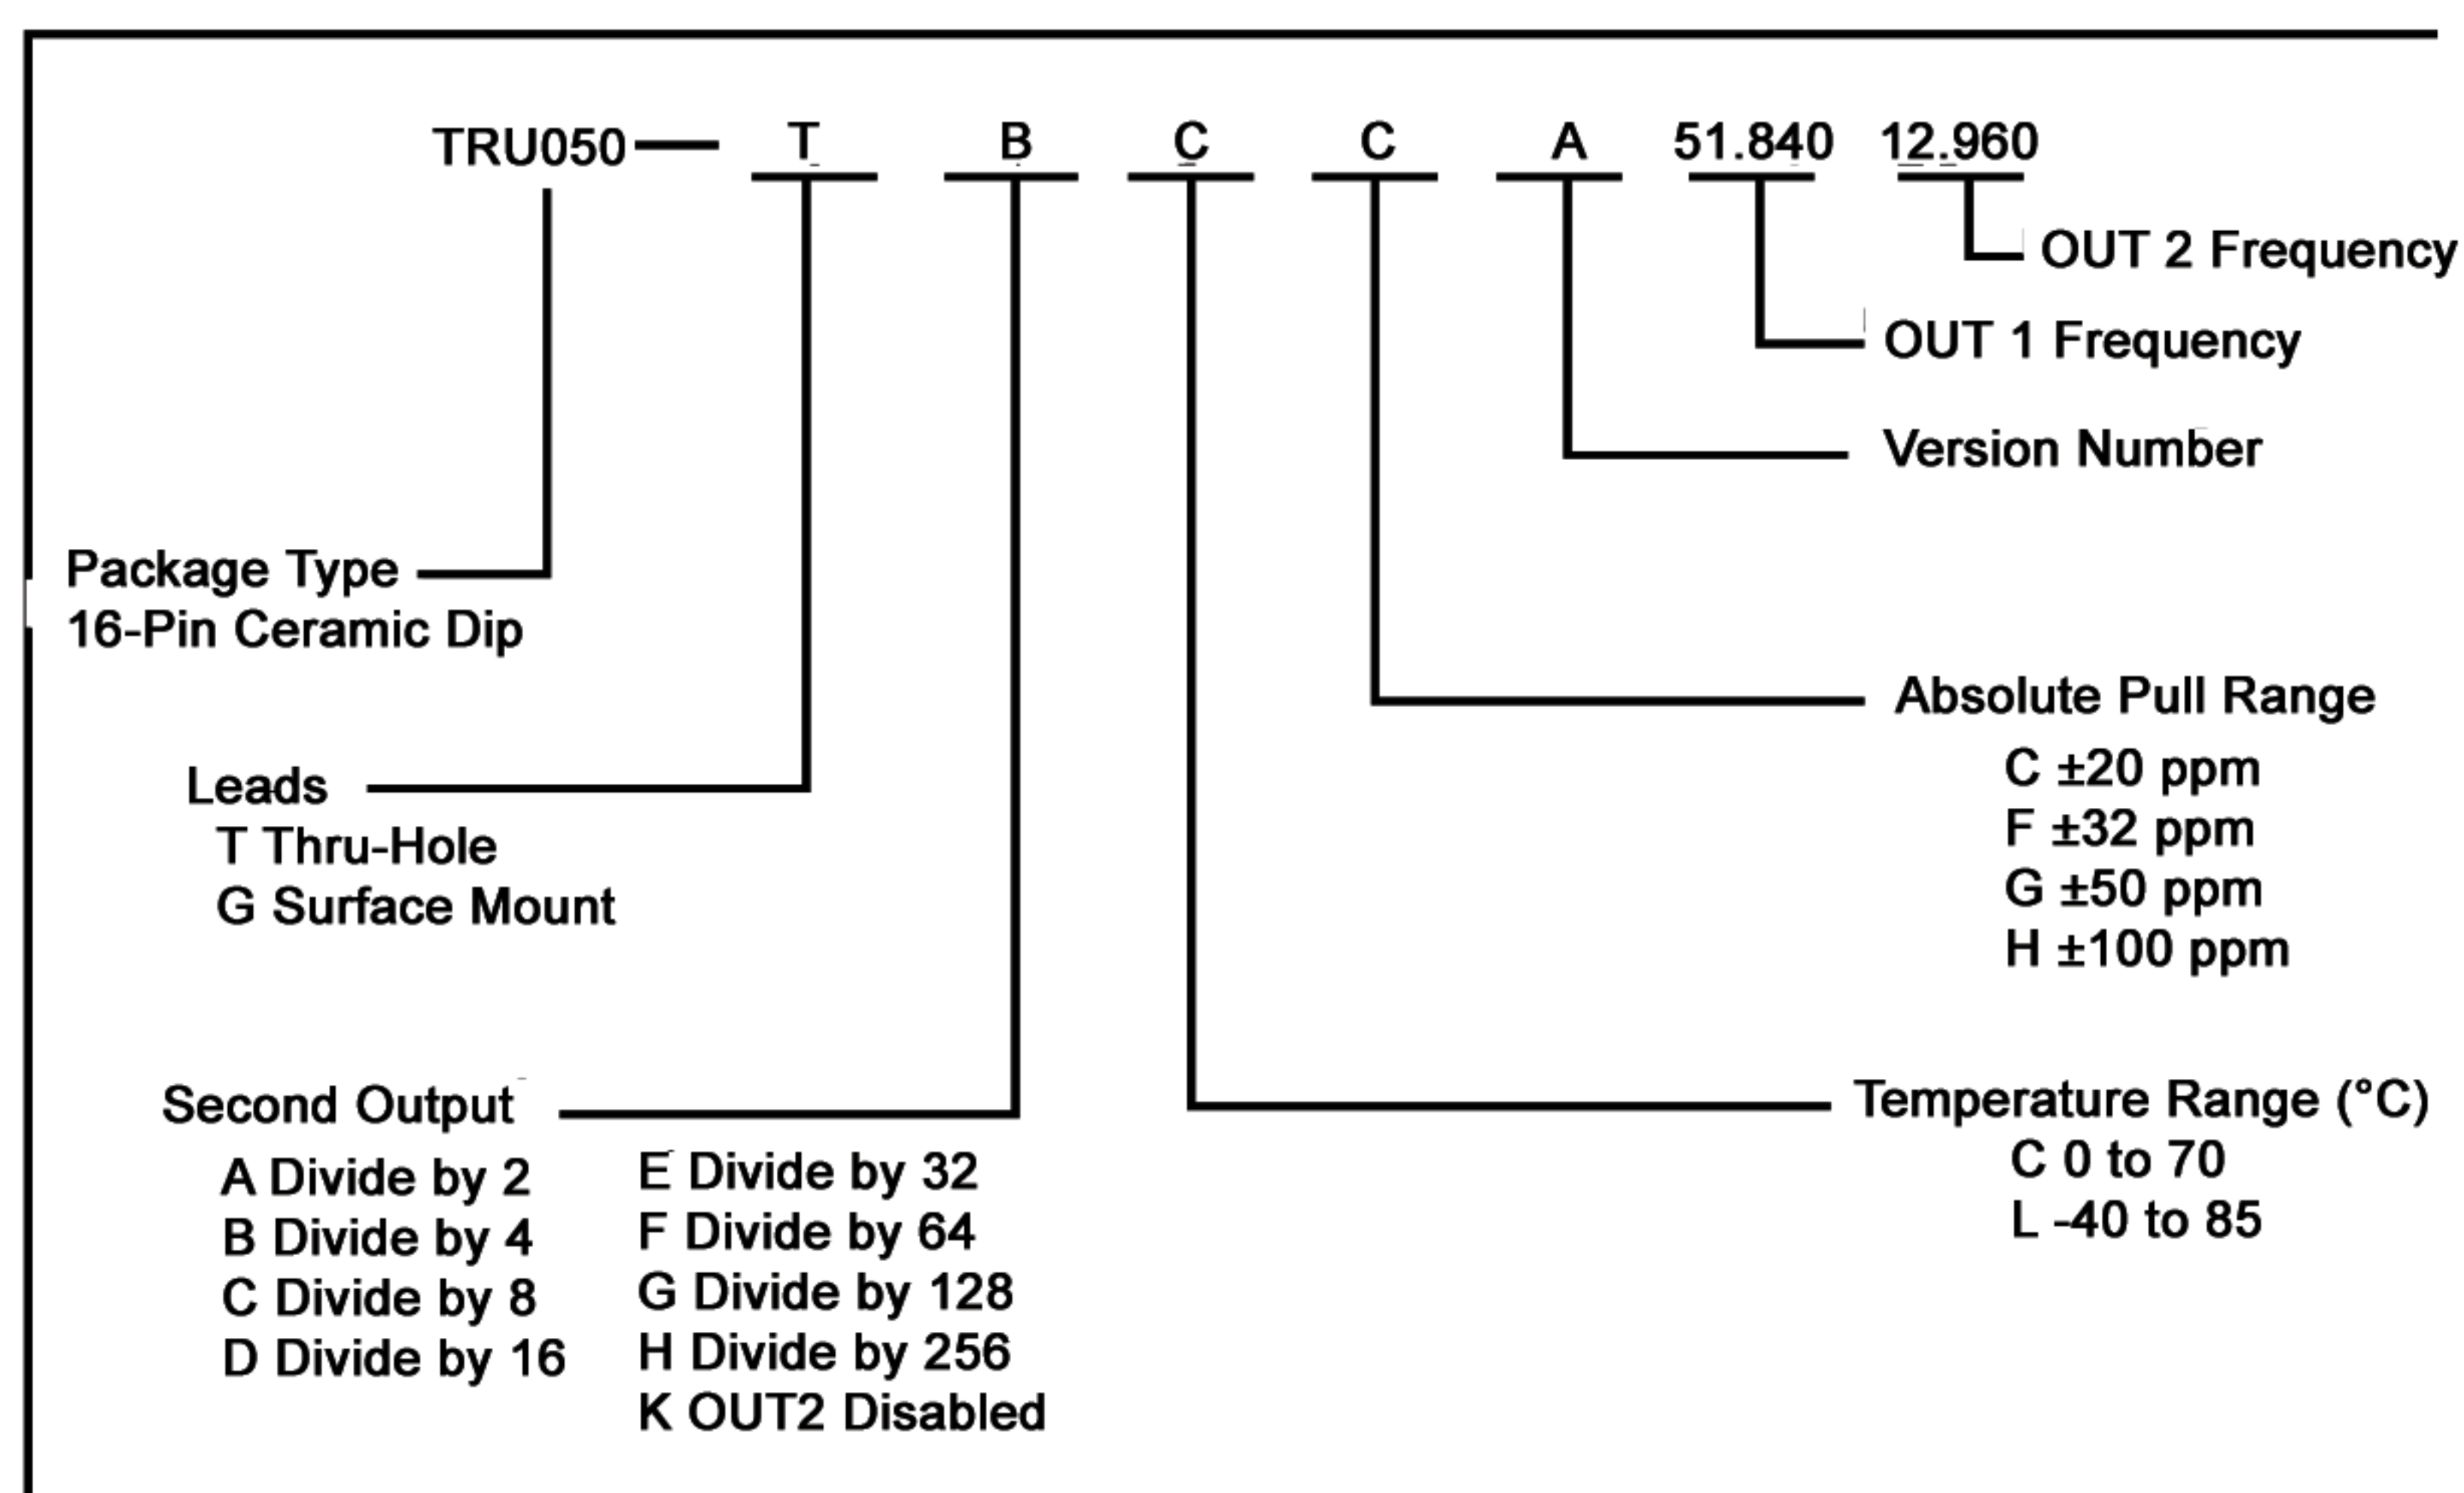 TRU050 — T B C C A 51.840 12.960
OUT 2 Frequency
OUT 1 Frequency
Version Number
Package Type
16-Pin Ceramic Dip
Absolute Pull Range
C ±20 ppm
F ±32 ppm
G ±50 ppm
H ±100 ppm
Leads
T Thru-Hole
G Surface Mount
Second Output
A Divide by 2
B Divide by 4
C Divide by 8
D Divide by 16
E Divide by 32
F Divide by 64
G Divide by 128
H Divide by 256
K OUT2 Disabled
Temperature Range (°C)
C 0 to 70
L -40 to 85